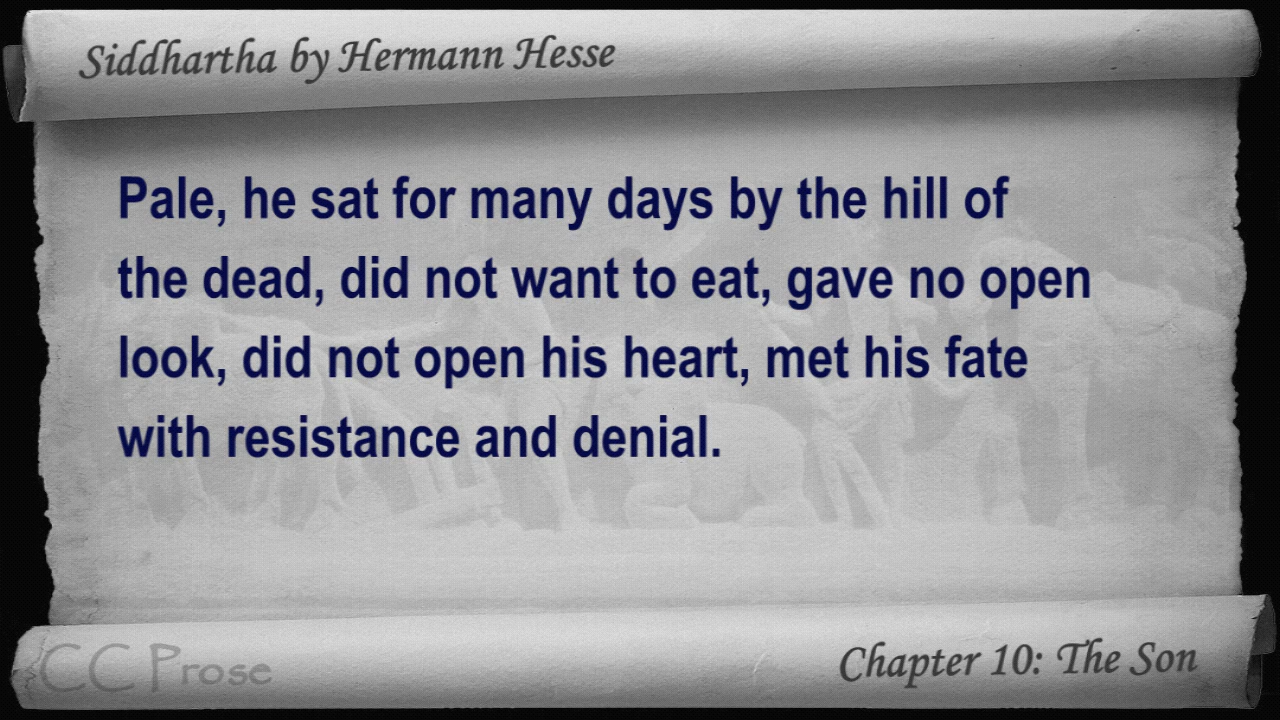 Siddhartha by Hermann Hesse
Pale, he sat for many days by the hill of
the dead, did not want to eat, gave no open
look, did not open his heart, met his fate
with resistance and denial.
CC Prose
Chapter 10: The Son